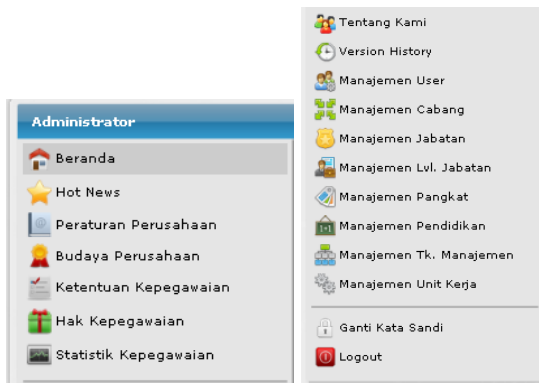 Administrator
Beranda
Hot News
Peraturan Perusahaan
Budaya Perusahaan
Ketentuan Kepegawaian
Hak Kepegawaian
Statistik Kepegawaian
Tentang Kami
Version History
Manajemen User
Manajemen Cabang
Manajemen Jabatan
Manajemen Lvl. Jabatan
Manajemen Pangkat
Manajemen Pendidikan
Manajemen Tk. Manajemen
Manajemen Unit Kerja
Ganti Kata Sandi
Logout